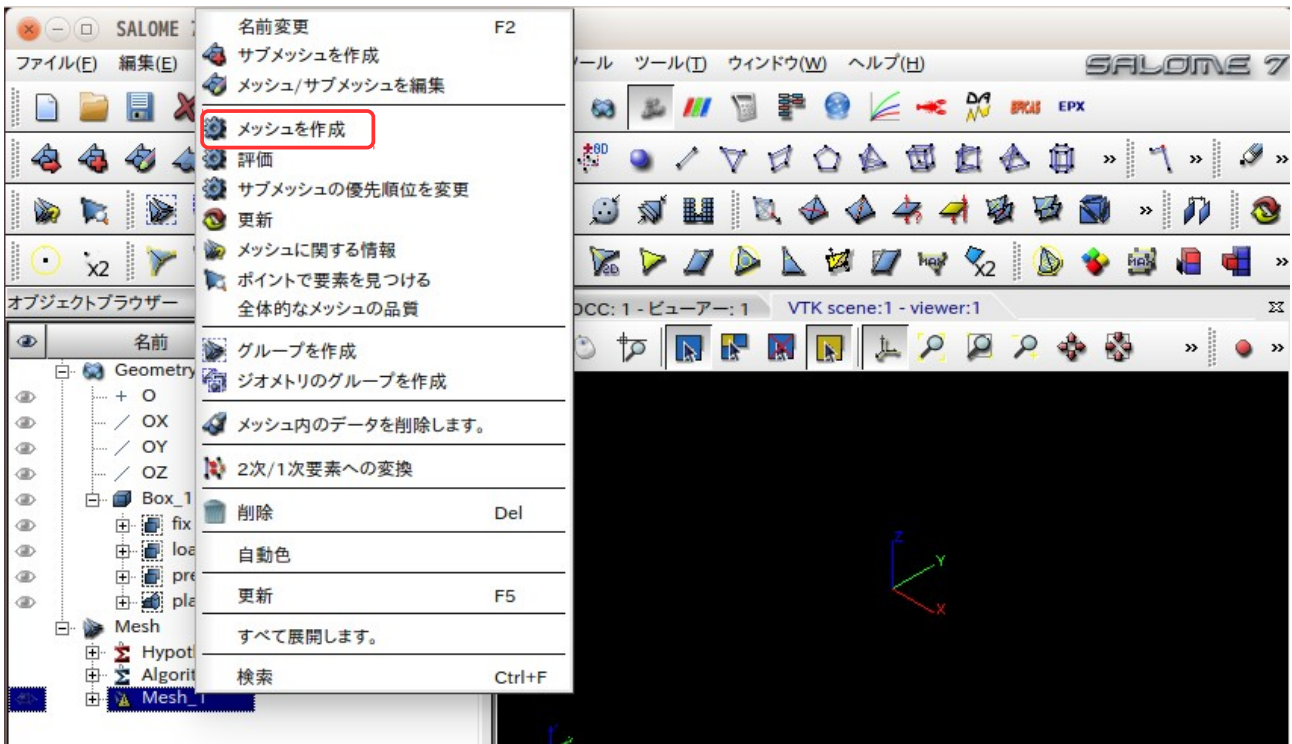 SALOME 7
ファイル(F) 編集(E) ール ツール(T) ウィンドウ(W) ヘルプ(H) SALOME 7
名前変更 F2
サブメッシュを作成
メッシュ/サブメッシュを編集
メッシュを作成
評価
サブメッシュの優先順位を変更
更新
メッシュに関する情報
ポイントで要素を見つける
全体的なメッシュの品質
グループを作成
ジオメトリのグループを作成
メッシュ内のデータを削除します。
2次/1次要素への変換
削除 Del
自動色
更新 F5
すべて展開します。
検索 Ctrl+F
EPX
+0D »  »  »
»
x2 2D MAX x2 MAX »
オブジェクトブラウザー
OCC: 1 - ビューアー: 1 VTK scene:1 - viewer:1
» »
名前
Geometry
O
OX
OY
OZ
Box_1
fix
loa
pre
pla
Mesh
Hypot
Algorit
Mesh_1
Z
Y
X